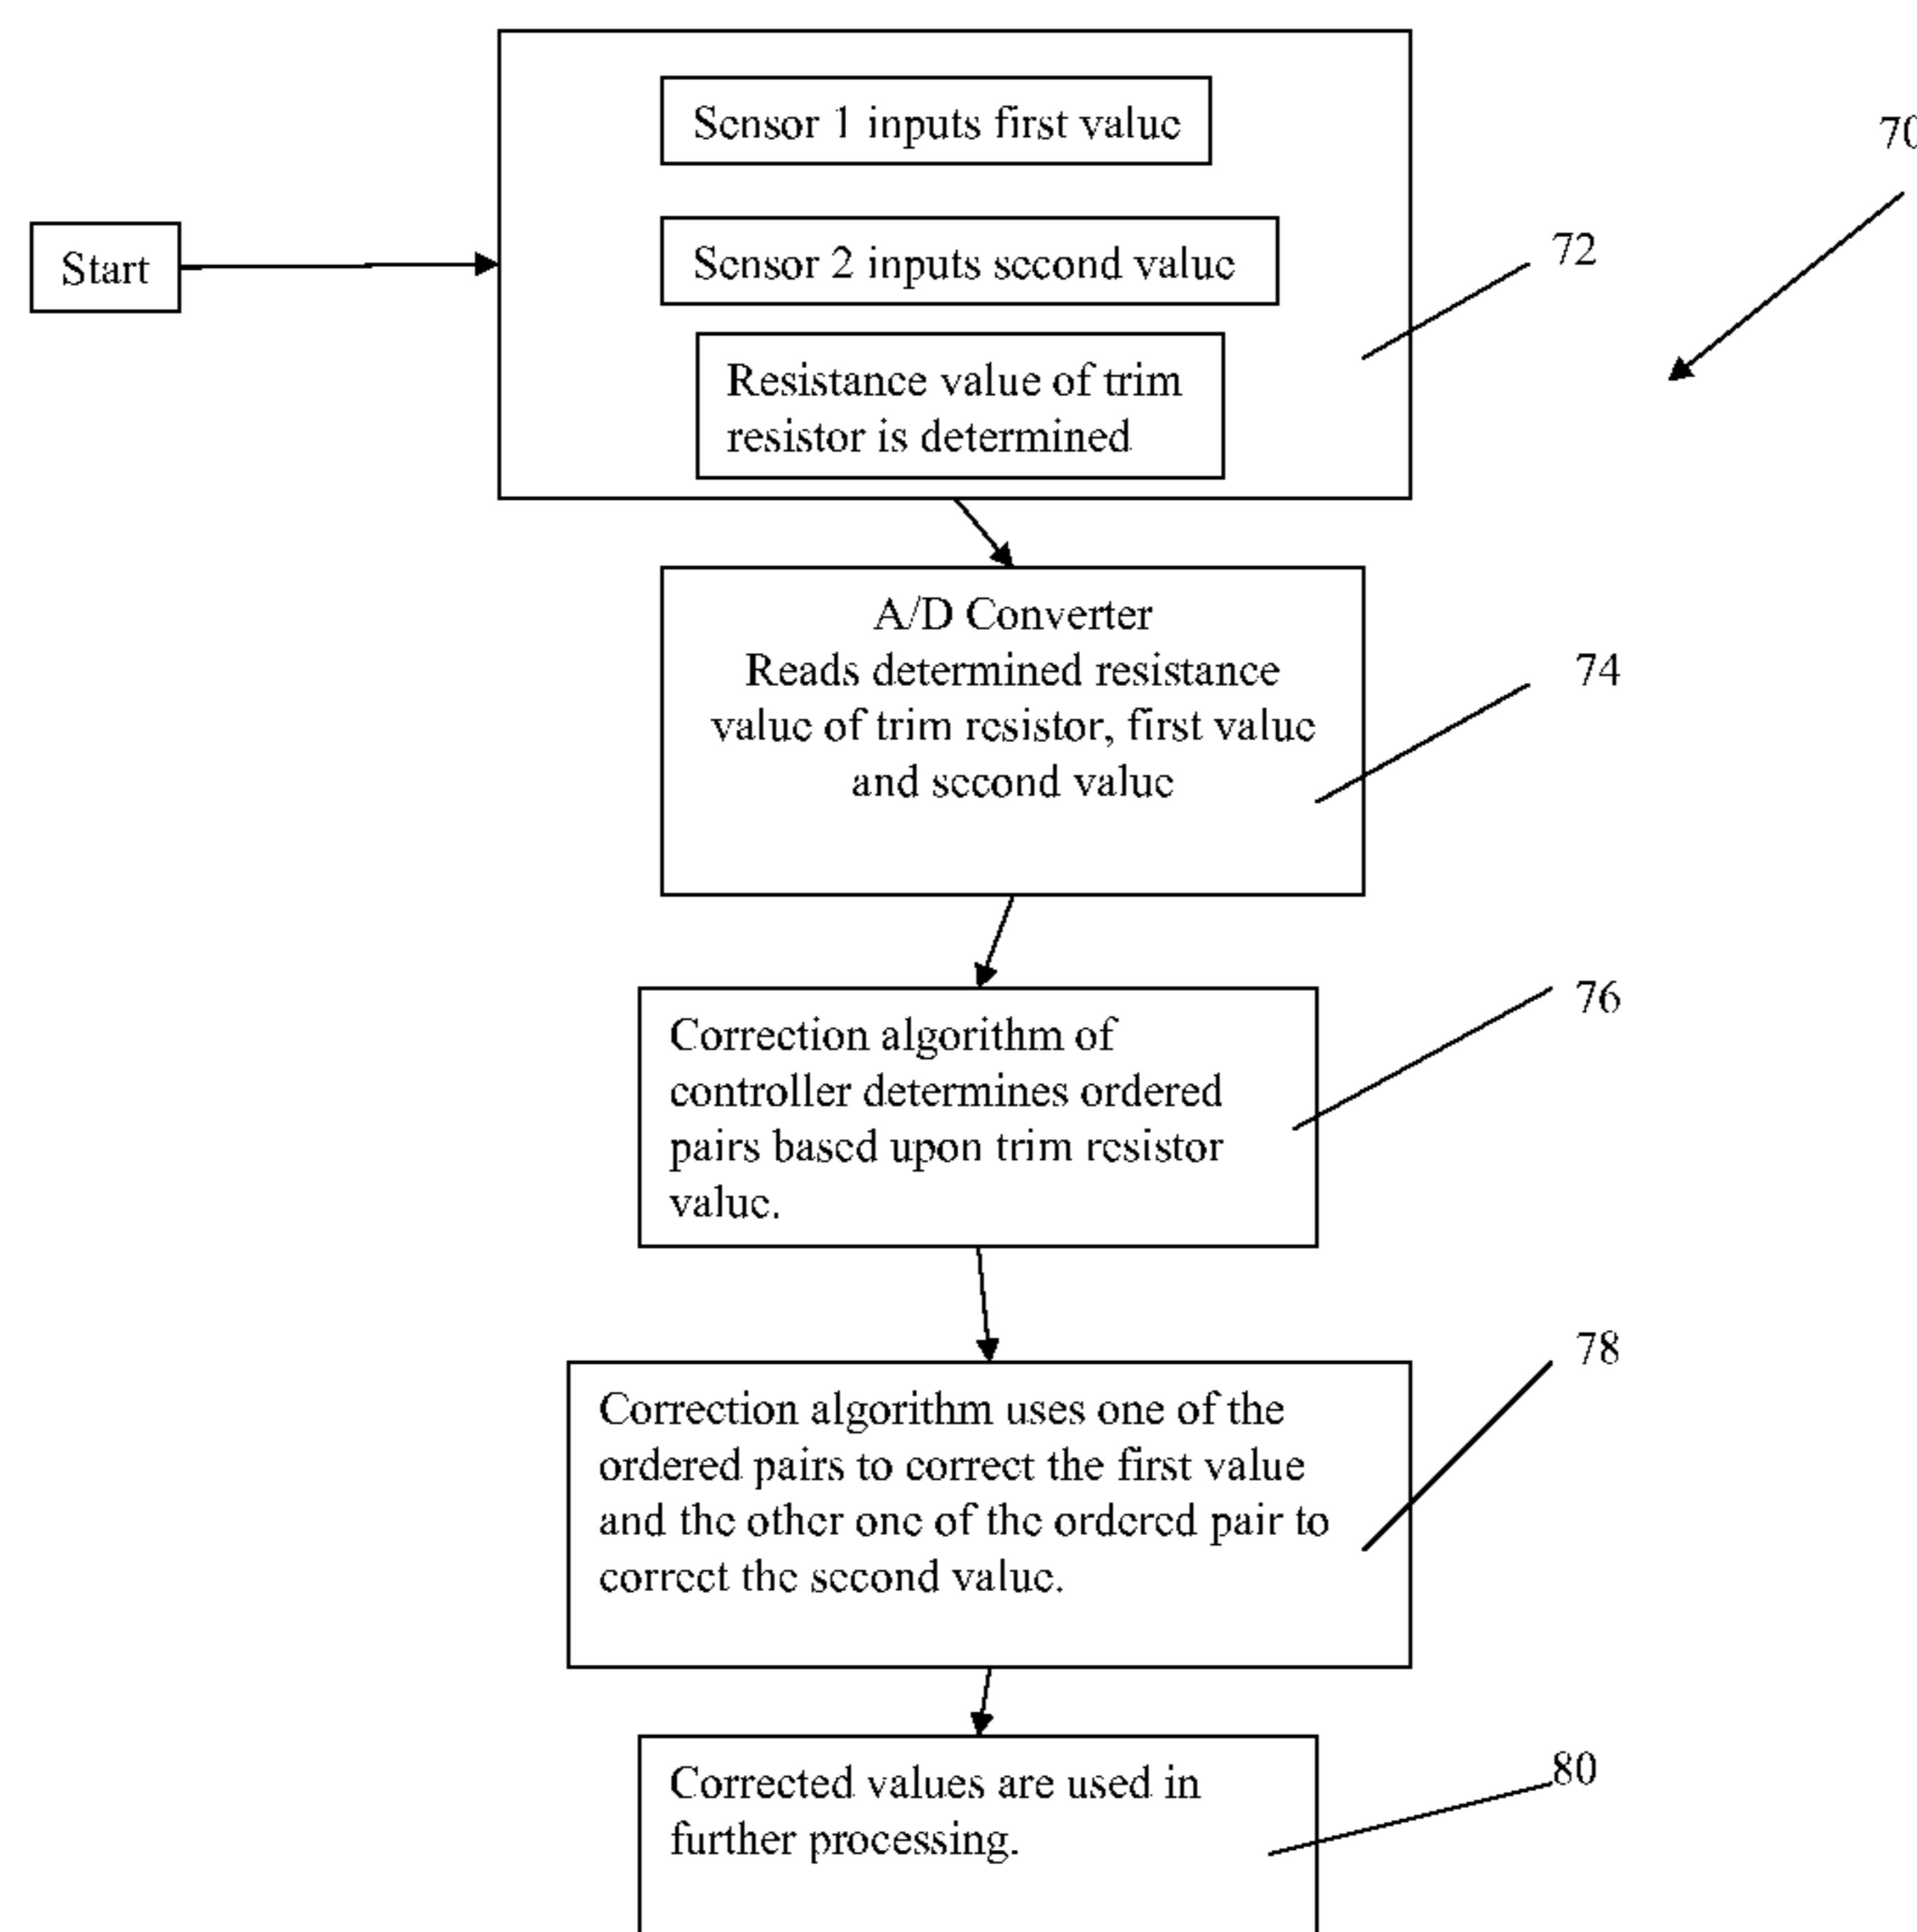 Sensor 1 inputs first value
70
Start
Sensor 2 inputs second value
72
Resistance value of trim
resistor is determined
A/D Converter
Reads determined resistance
value of trim resistor, first value
and second value
74
Correction algorithm of
controller determines ordered
pairs based upon trim resistor
value.
76
Correction algorithm uses one of the
ordered pairs to correct the first value
and the other one of the ordered pair to
correct the second value.
78
Corrected values are used in
further processing.
80